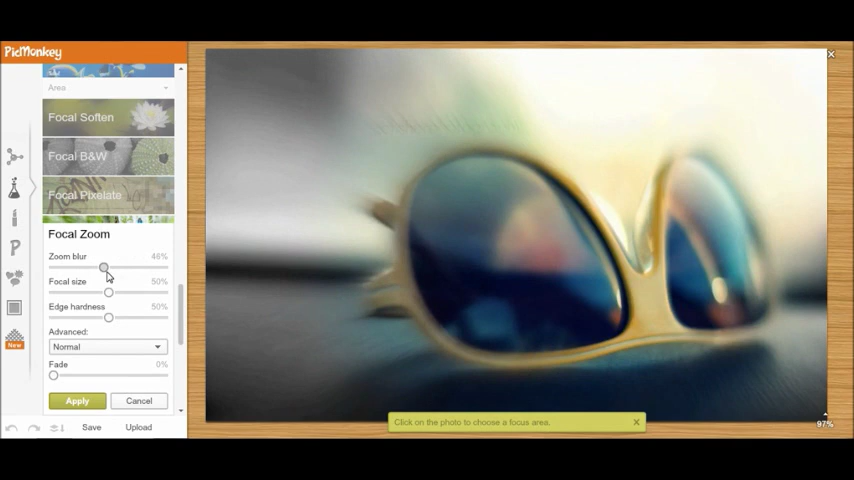 PicMonkey
Area
Focal Soften
Focal B&W
Focal Pixelate
Focal Zoom
Zoom blur 46%
Focal size 50%
Edge hardness 50%
Advanced:
Normal
Fade 0%
Apply Cancel
New
Save Upload
Click on the photo to choose a focus area.
97%